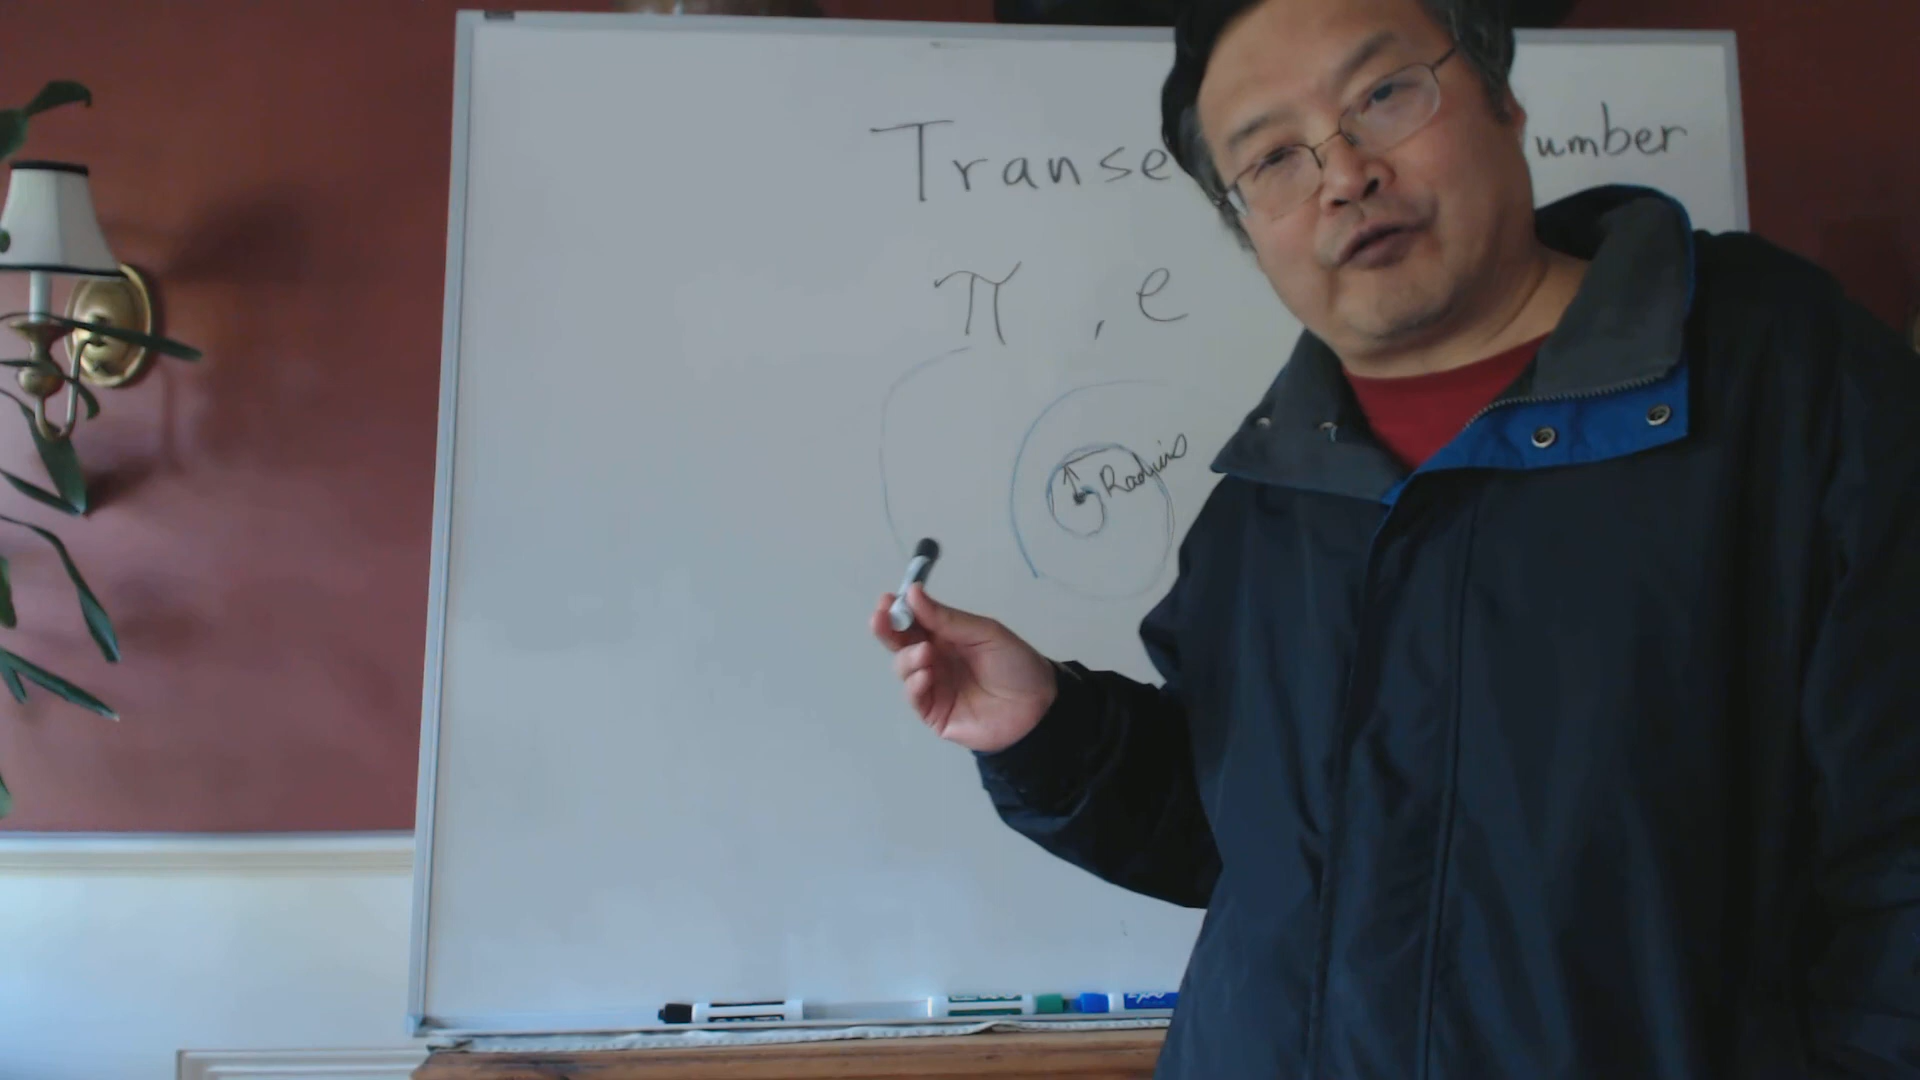 Transe umber
π , e
Radius